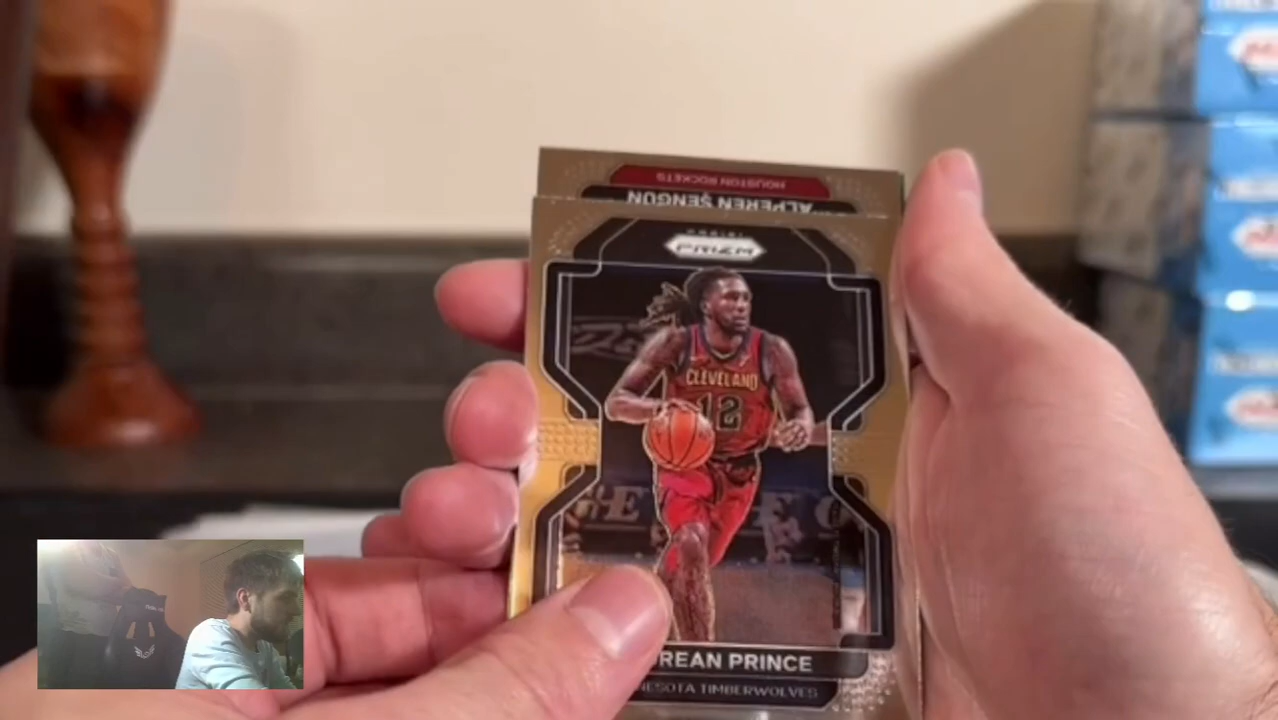 HOUSTON ROCKETS
ALPEREN ŞENGÜN
PRIZM
CLEVELAND
12
REAN PRINCE
NESOTA TIMBERWOLVES